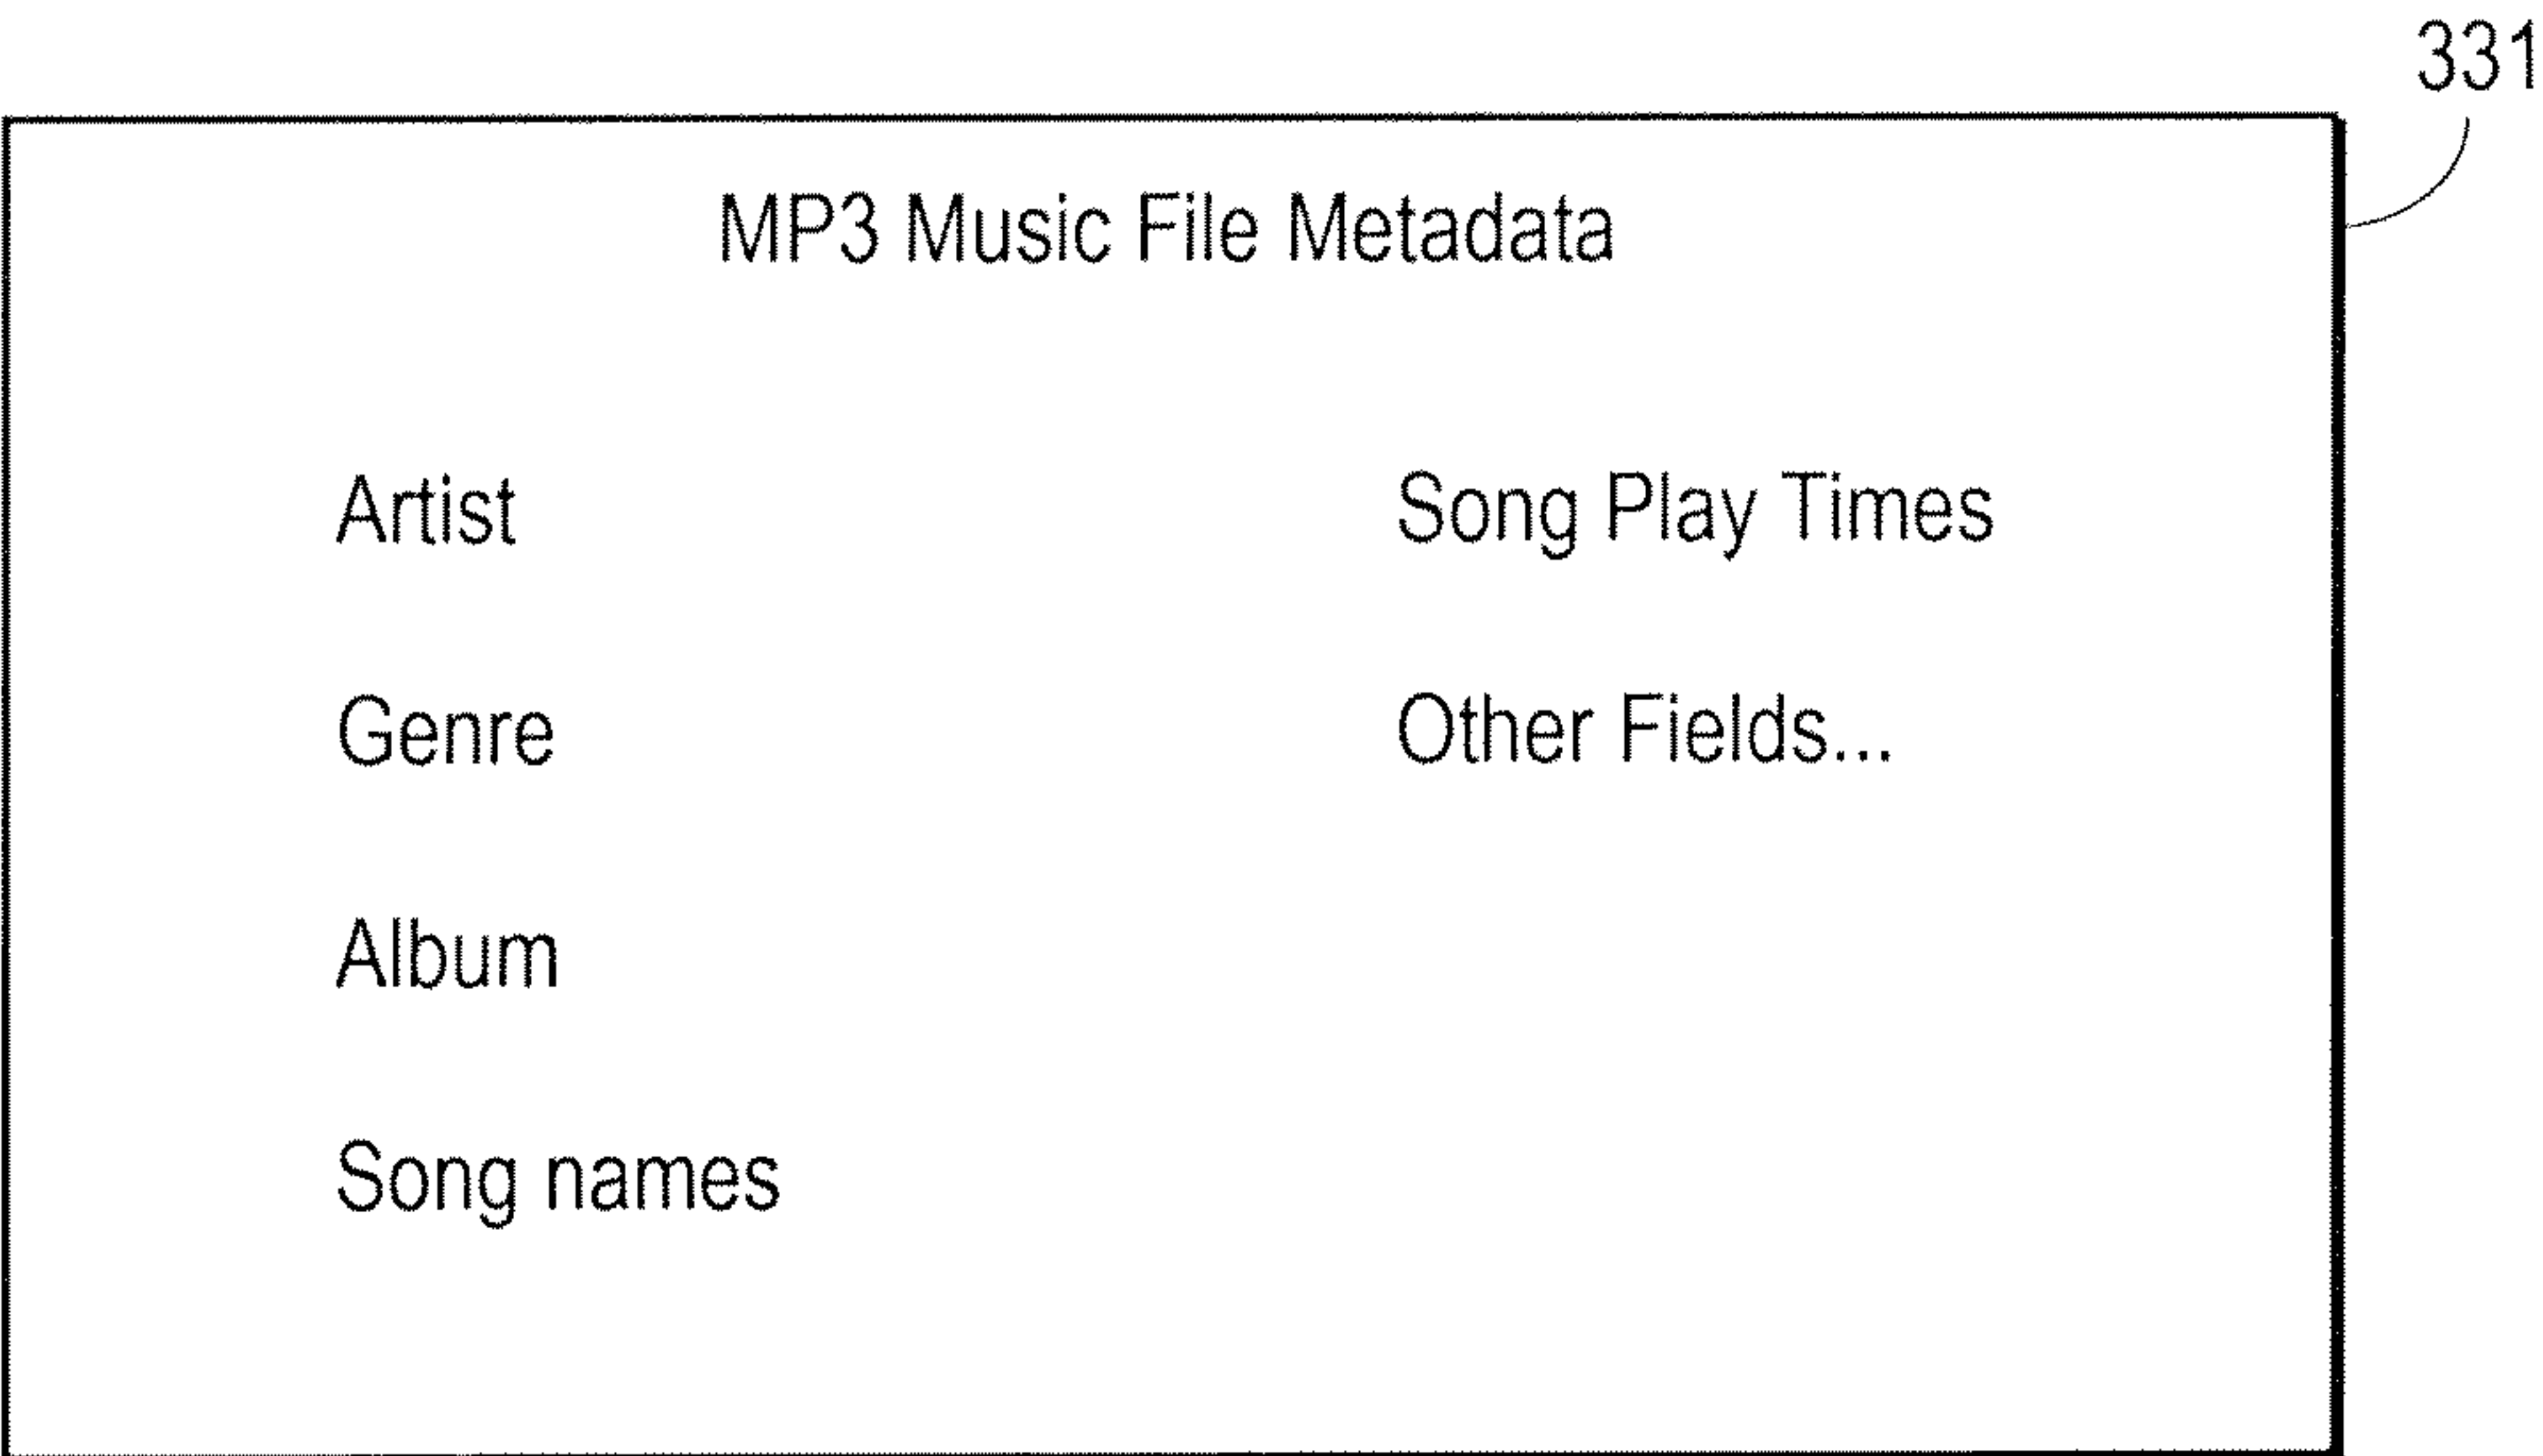 331
MP3 Music File Metadata
Artist
Genre
Album
Song names
Song Play Times
Other Fields...